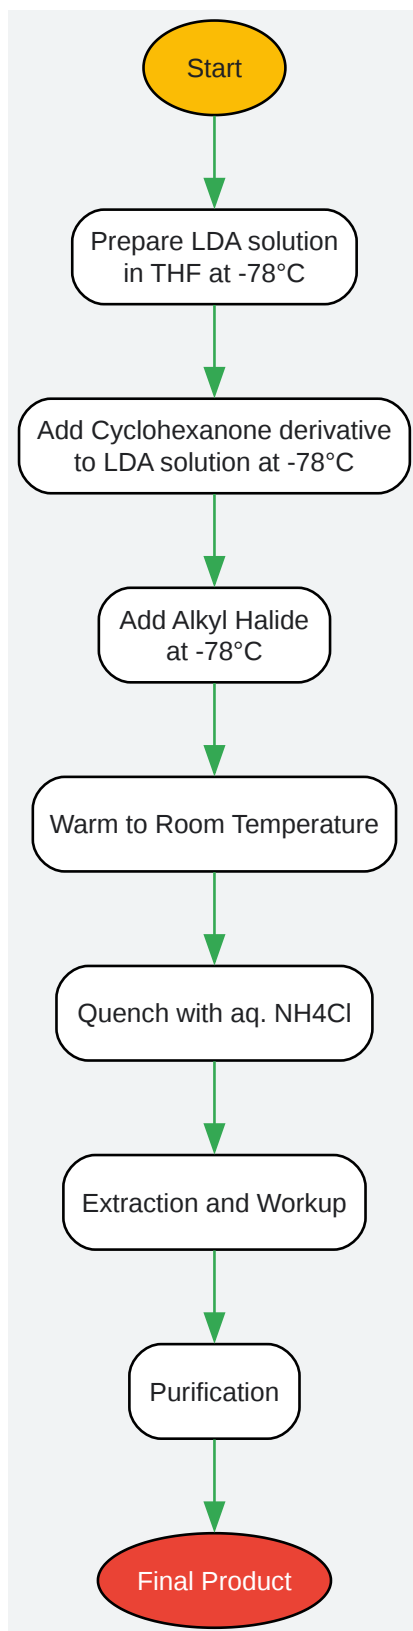 Start
Prepare LDA solution
in THF at -78°C
Add Cyclohexanone derivative
to LDA solution at -78°C
Add Alkyl Halide
at -78°C
Warm to Room Temperature
Quench with aq. NH4Cl
Extraction and Workup
Purification
Final Product